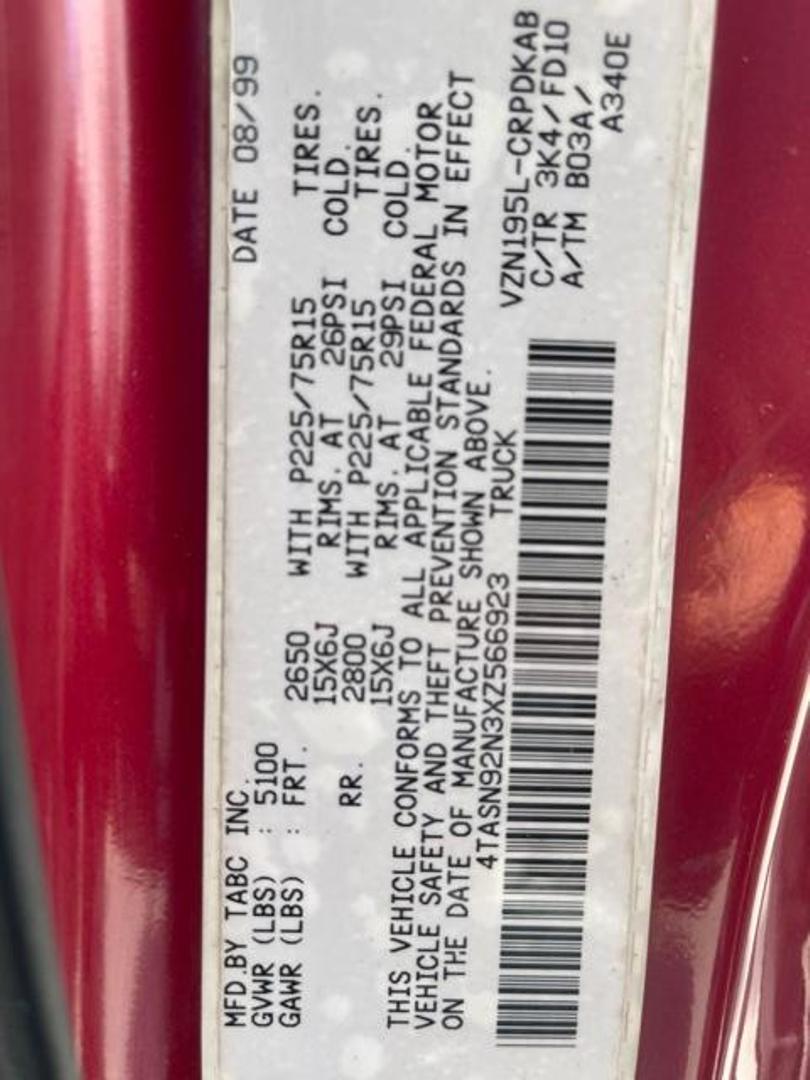 MFD.BY TABC INC. DATE 08/99
GVWR (LBS) : 5100
GAWR (LBS) : FRT. 2650 WITH P225/75R15 TIRES.
15X6J RIMS. AT 26PSI COLD.
RR. 2800 WITH P225/75R15 TIRES.
15X6J RIMS. AT 29PSI COLD.
THIS VEHICLE CONFORMS TO ALL APPLICABLE FEDERAL MOTOR
VEHICLE SAFETY AND THEFT PREVENTION STANDARDS IN EFFECT
ON THE DATE OF MANUFACTURE SHOWN ABOVE.
4TASN92N3XZ566923 TRUCK
VZN195L-CRPDKAB
C/TR 3K4/FD10
A/TM B03A/
A340E